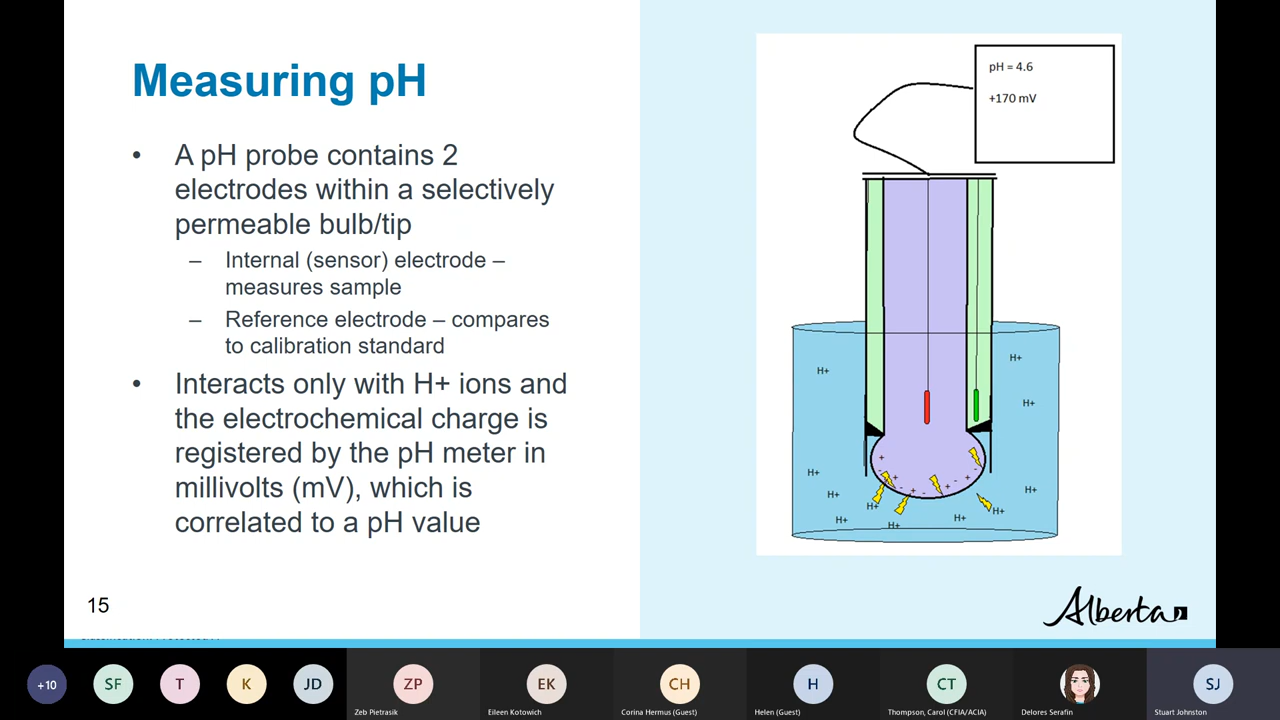 Measuring pH
• A pH probe contains 2
electrodes within a selectively
permeable bulb/tip
– Internal (sensor) electrode –
measures sample
– Reference electrode – compares
to calibration standard
• Interacts only with H+ ions and
the electrochemical charge is
registered by the pH meter in
millivolts (mV), which is
correlated to a pH value
15
pH = 4.6
+170 mV
H+
H+
H+
H+
H+
H+
H+
H+
H+
H+
H+
Alberta
+10
SF
T
K
JD
ZP
EK
CH
H
CT
SJ
Zeb Pietrasik
Eileen Kotowich
Corina Hermus (Guest)
Helen (Guest)
Thompson, Carol (CFIA/ACIA)
Delores Serafin
Stuart Johnston